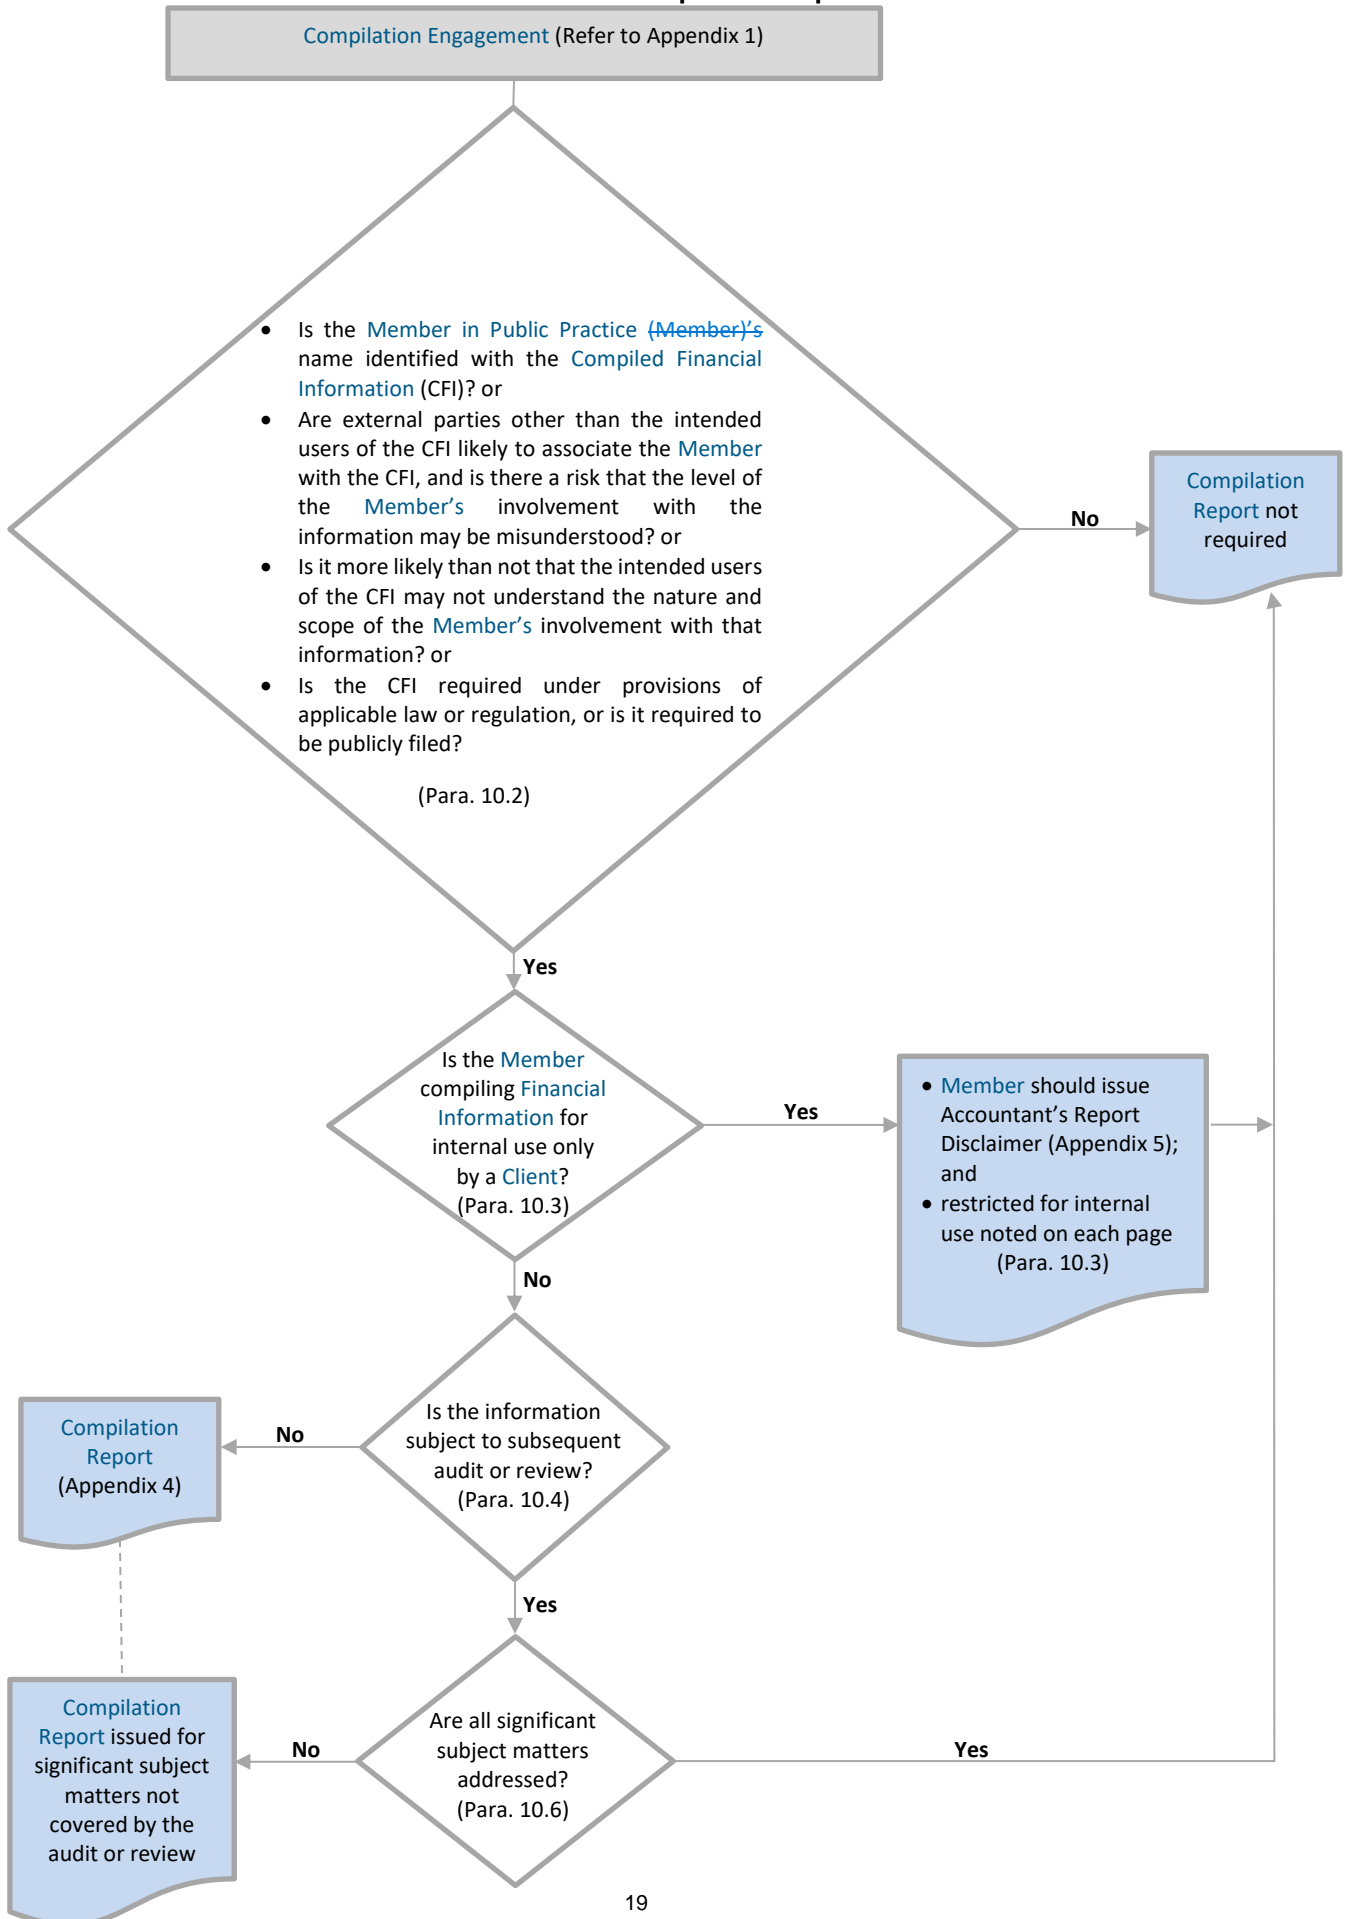 Compilation Engagement (Refer to Appendix 1)
• Is the Member in Public Practice (Member)'s
name identified with the Compiled Financial
Information (CFI)? or
• Are external parties other than the intended
users of the CFI likely to associate the Member
with the CFI, and is there a risk that the level of
the Member's involvement with the
information may be misunderstood? or
• Is it more likely than not that the intended users
of the CFI may not understand the nature and
scope of the Member's involvement with that
information? or
• Is the CFI required under provisions of
applicable law or regulation, or is it required to
be publicly filed?
(Para. 10.2)
No
Compilation
Report not
required
Yes
Is the Member
compiling Financial
Information for
internal use only
by a Client?
(Para. 10.3)
Yes
• Member should issue
Accountant's Report
Disclaimer (Appendix 5);
and
• restricted for internal
use noted on each page
(Para. 10.3)
No
Is the information
subject to subsequent
audit or review?
(Para. 10.4)
No
Compilation
Report
(Appendix 4)
Yes
Are all significant
subject matters
addressed?
(Para. 10.6)
No
Compilation
Report issued for
significant subject
matters not
covered by the
audit or review
Yes
19